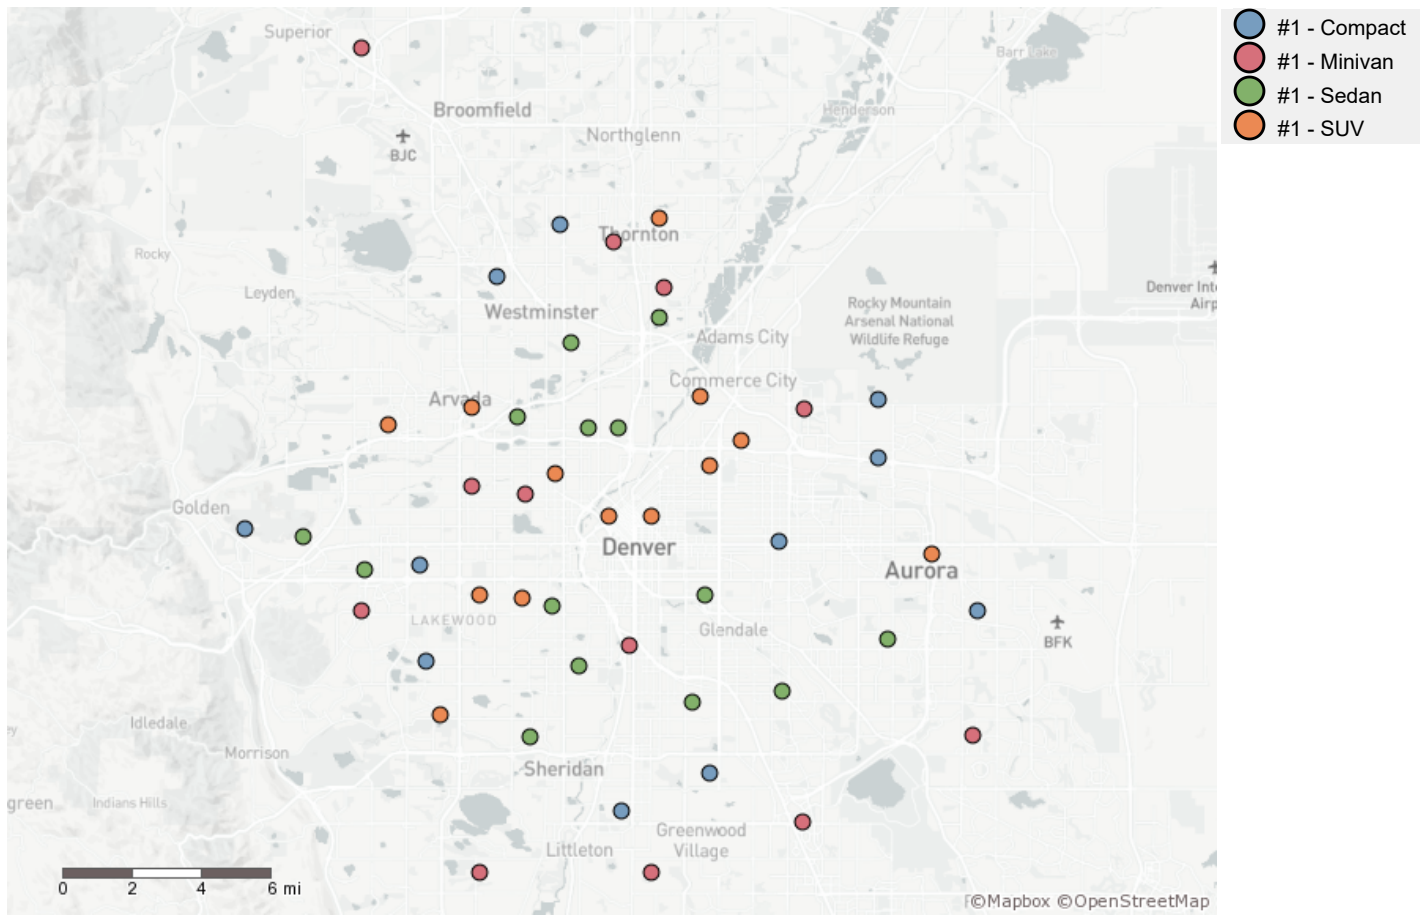 Superior
Barr Lake
#1 - Compact
#1 - Minivan
#1 - Sedan
#1 - SUV
Broomfield
Henderson
Northglenn
BJC
Thornton
Rocky
Leyden
Denver Inte
Airp
Westminster
Rocky Mountain
Arsenal National
Wildlife Refuge
Adams City
Commerce City
Arvada
Golden
Denver
Aurora
LAKEWOOD
Glendale
BFK
Idledale
ey
Morrison
Sheridan
green
Indians Hills
Greenwood
Village
Littleton
0 2 4 6 mi
©Mapbox ©OpenStreetMap